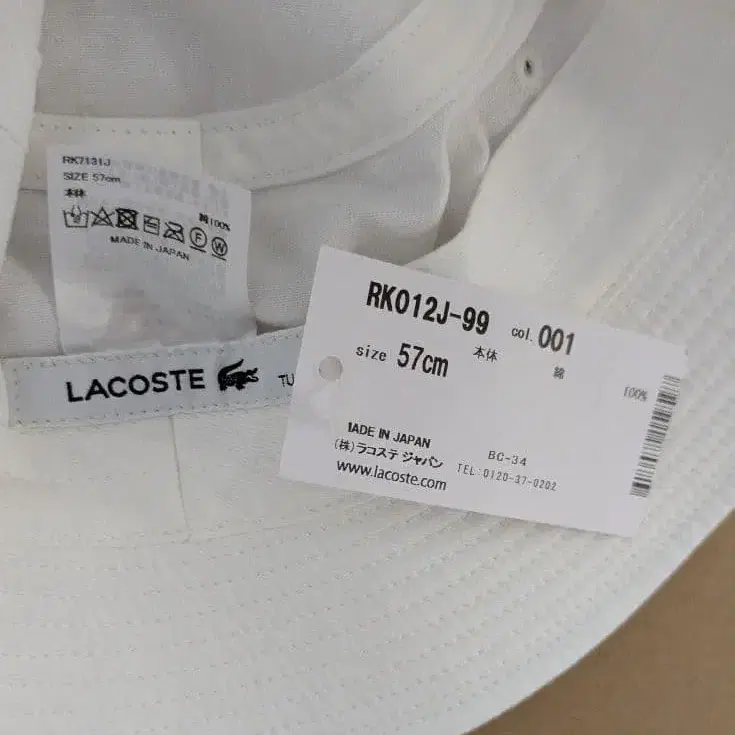 RK7131J
SIZE 57cm
本体
綿100%
MADE IN JAPAN
F W
LACOSTE TU
RK012J-99 col.001
size 57cm 本体 綿 100%
MADE IN JAPAN
(株)ラコステ ジャパン BC-34
www.lacoste.com TEL:0120-37-0202